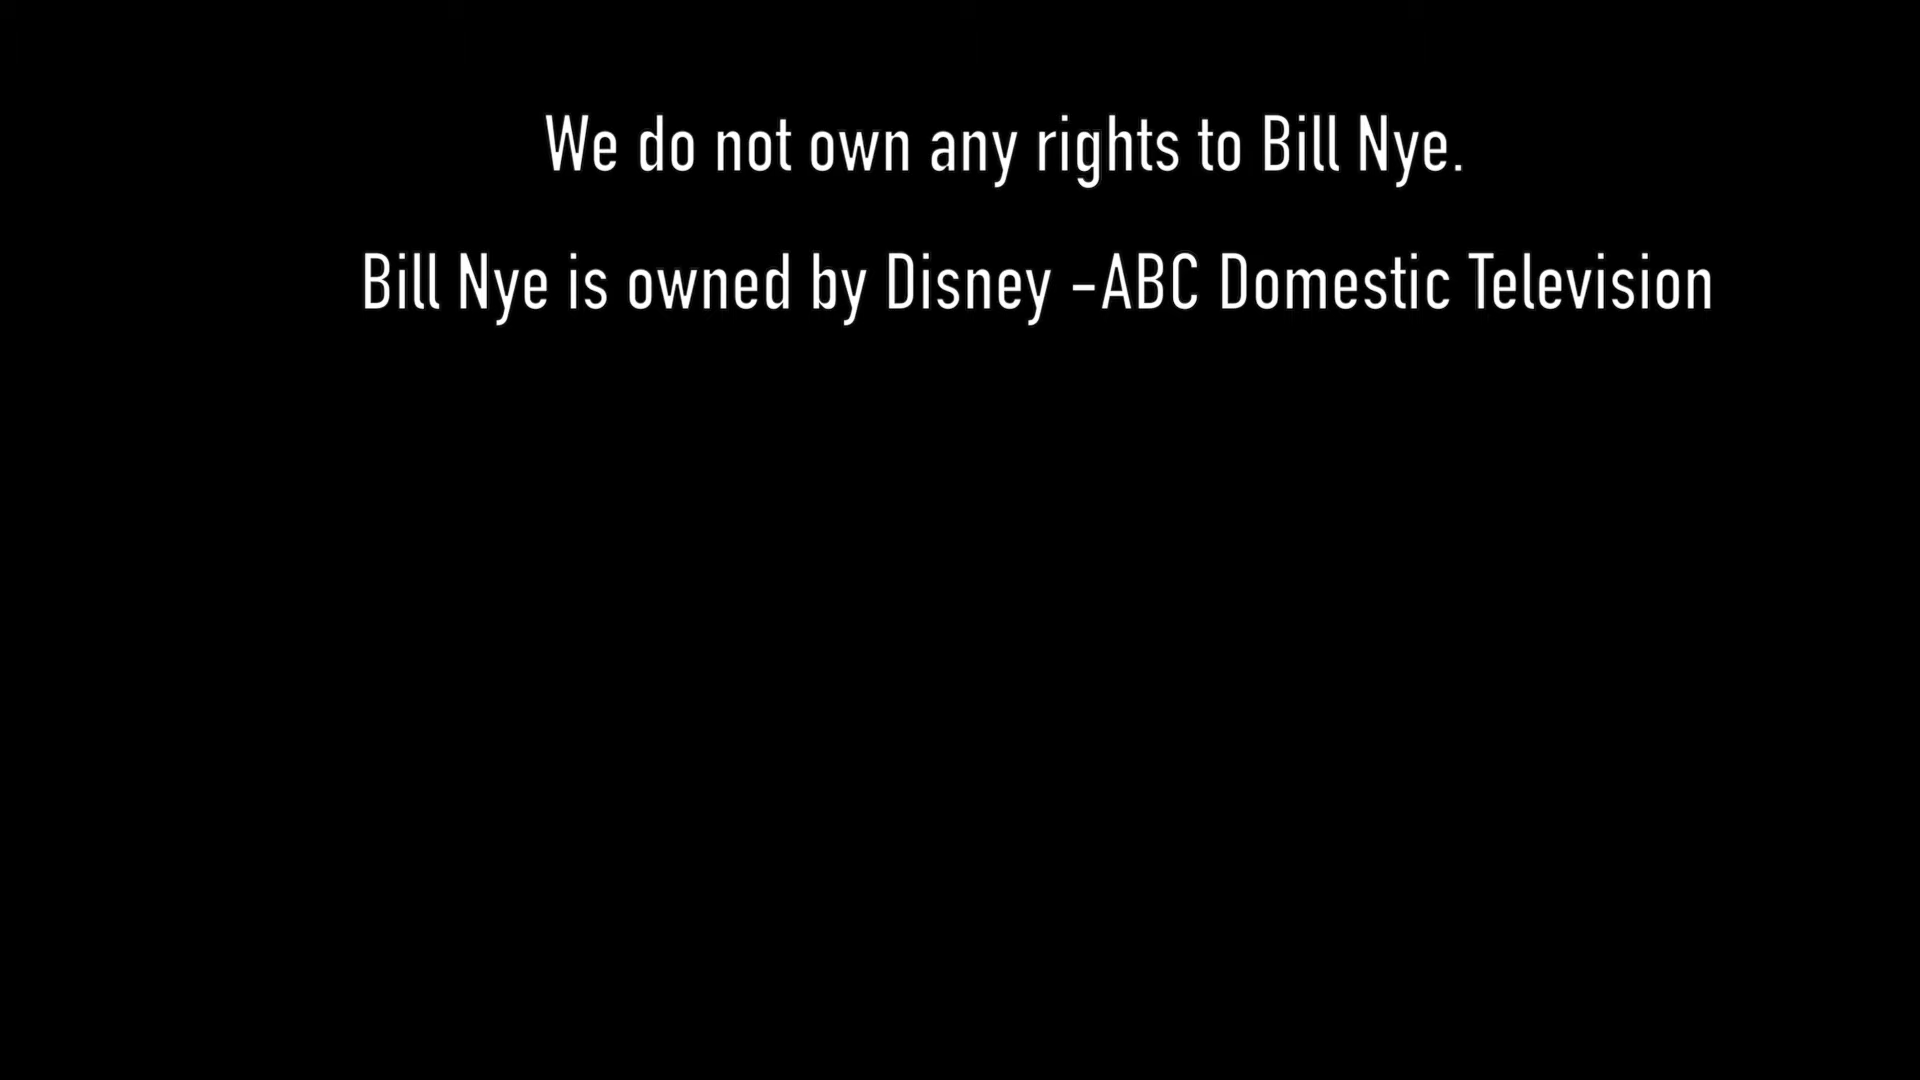 We do not own any rights to Bill Nye.
Bill Nye is owned by Disney -ABC Domestic Television